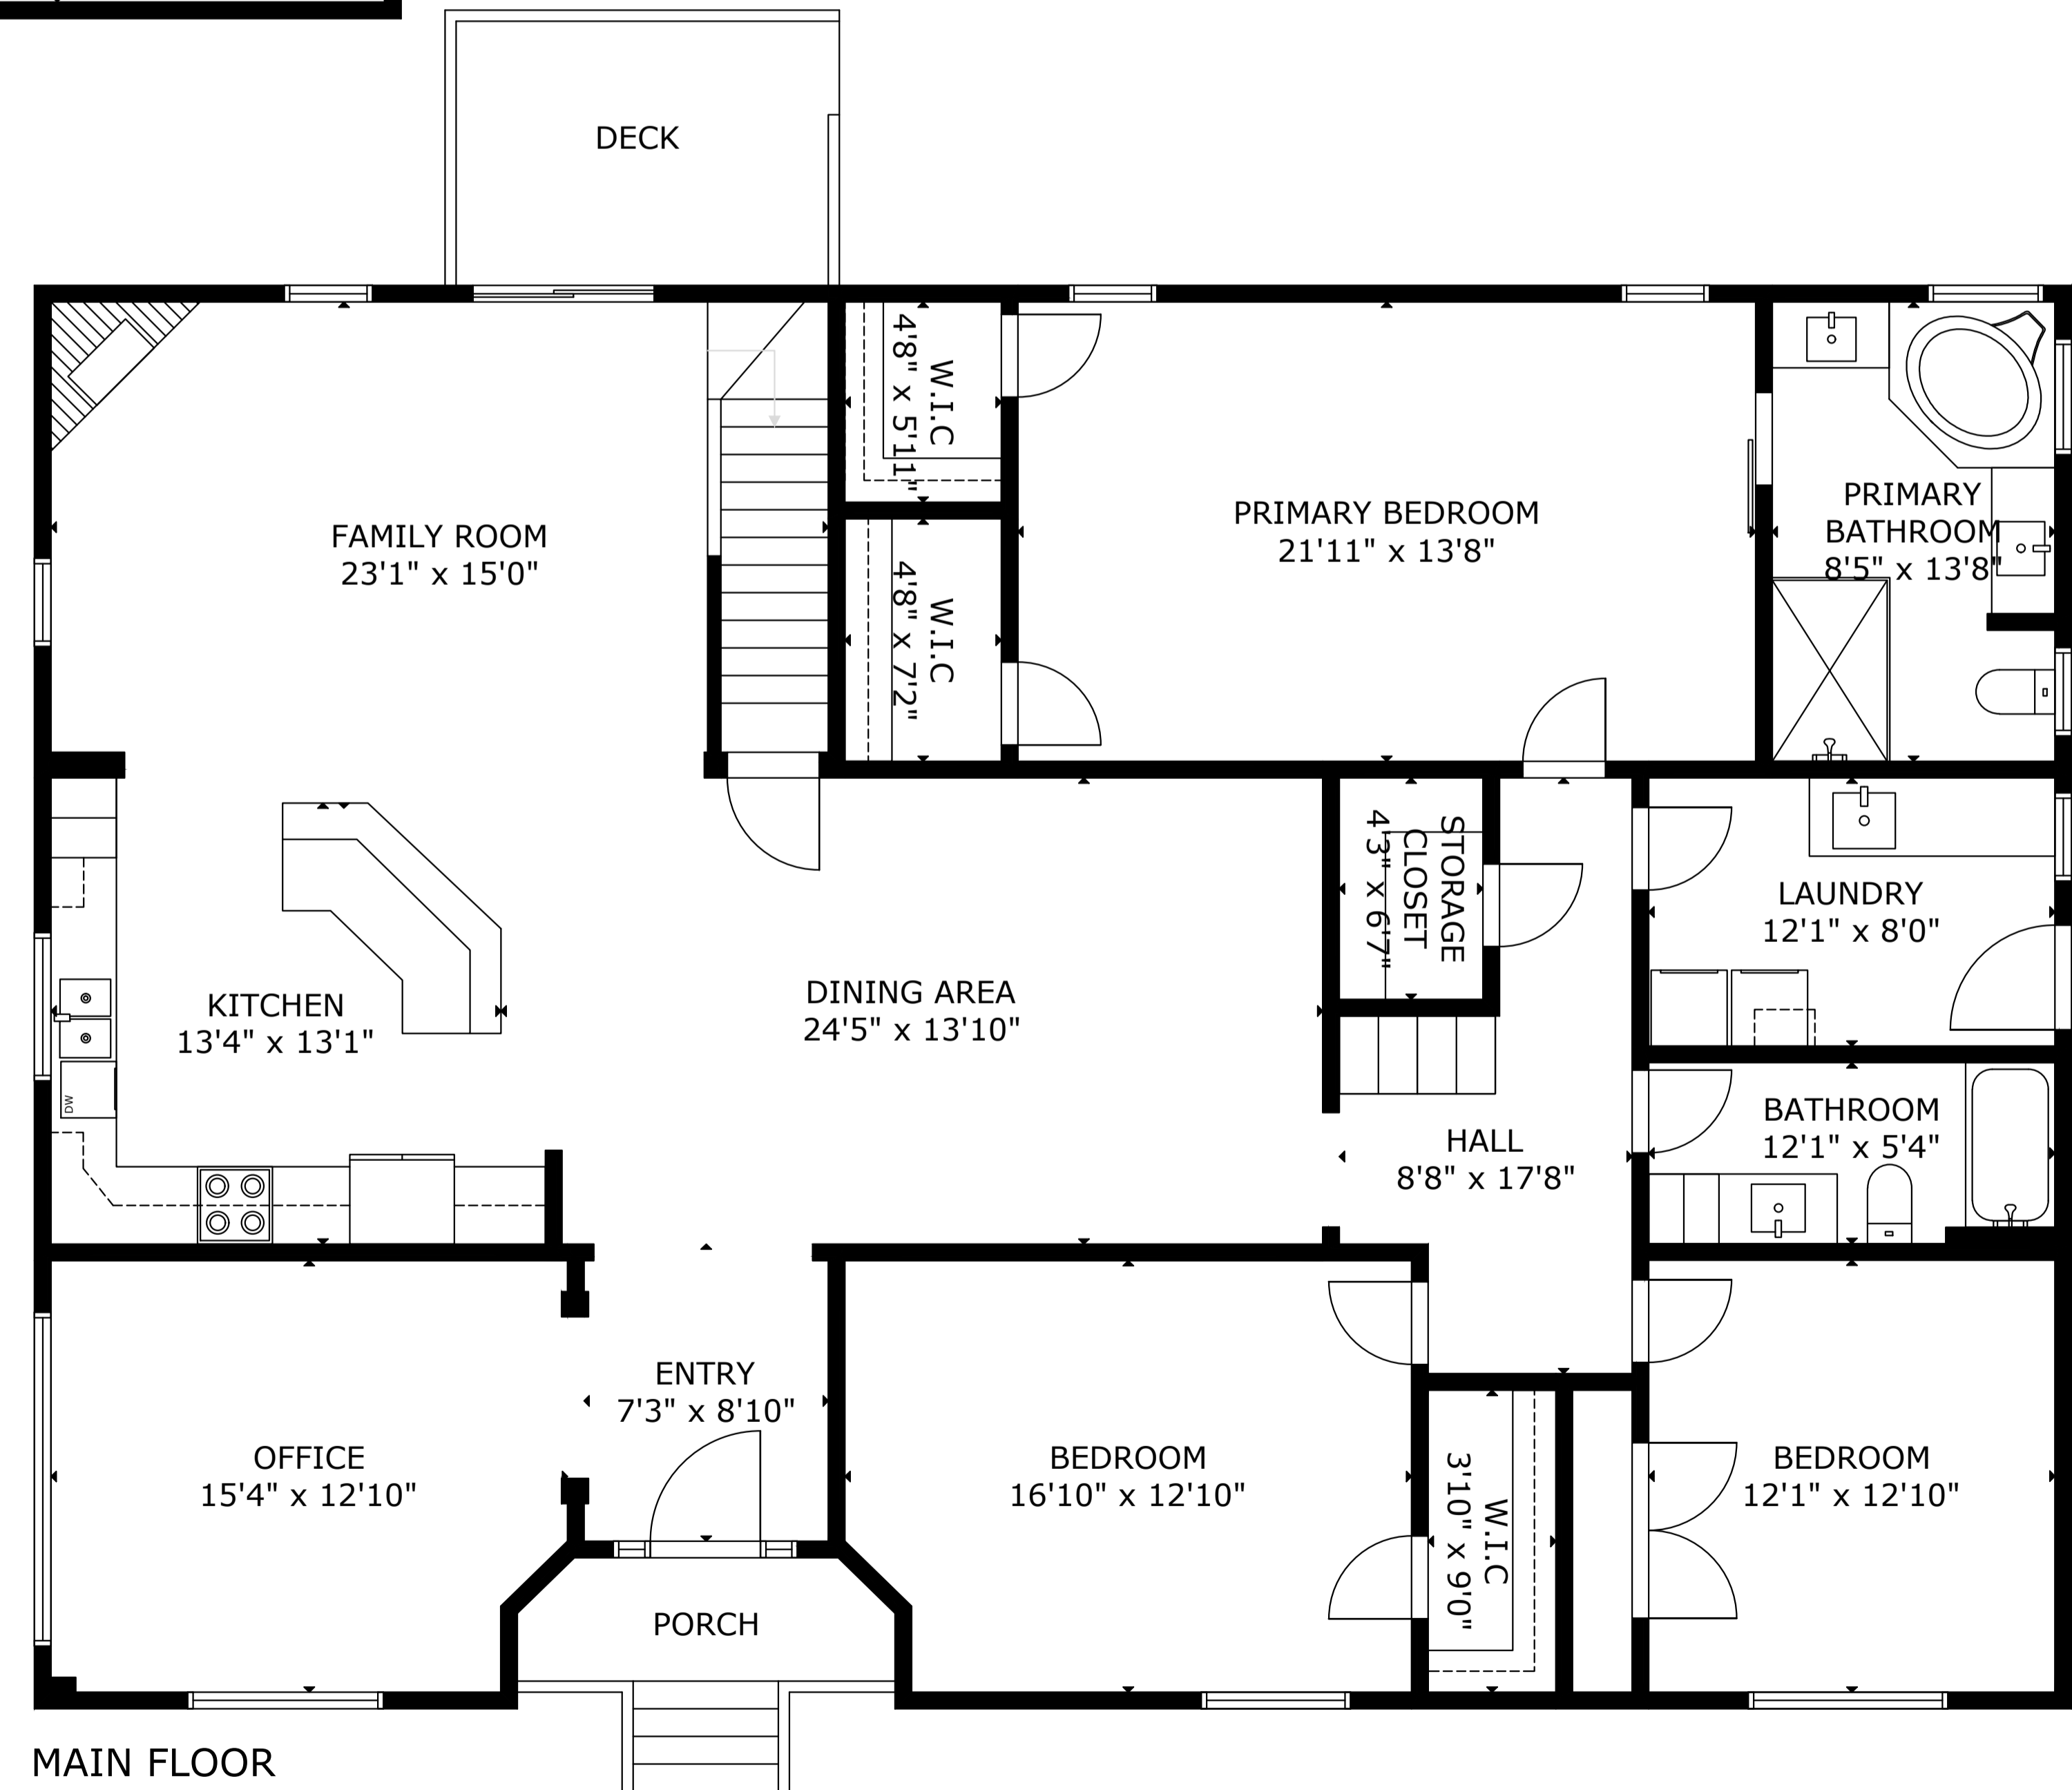 DECK
W.I.C
4'8" x 5'11"
PRIMARY BEDROOM
21'11" x 13'8"
PRIMARY
BATHROOM
8'5" x 13'8"
FAMILY ROOM
23'1" x 15'0"
W.I.C
4'8" x 7'2"
STORAGE
CLOSET
4'3" x 6'7"
LAUNDRY
12'1" x 8'0"
KITCHEN
13'4" x 13'1"
DINING AREA
24'5" x 13'10"
DW
BATHROOM
12'1" x 5'4"
HALL
8'8" x 17'8"
ENTRY
7'3" x 8'10"
OFFICE
15'4" x 12'10"
BEDROOM
16'10" x 12'10"
W.I.C
3'10" x 9'0"
BEDROOM
12'1" x 12'10"
PORCH
MAIN FLOOR